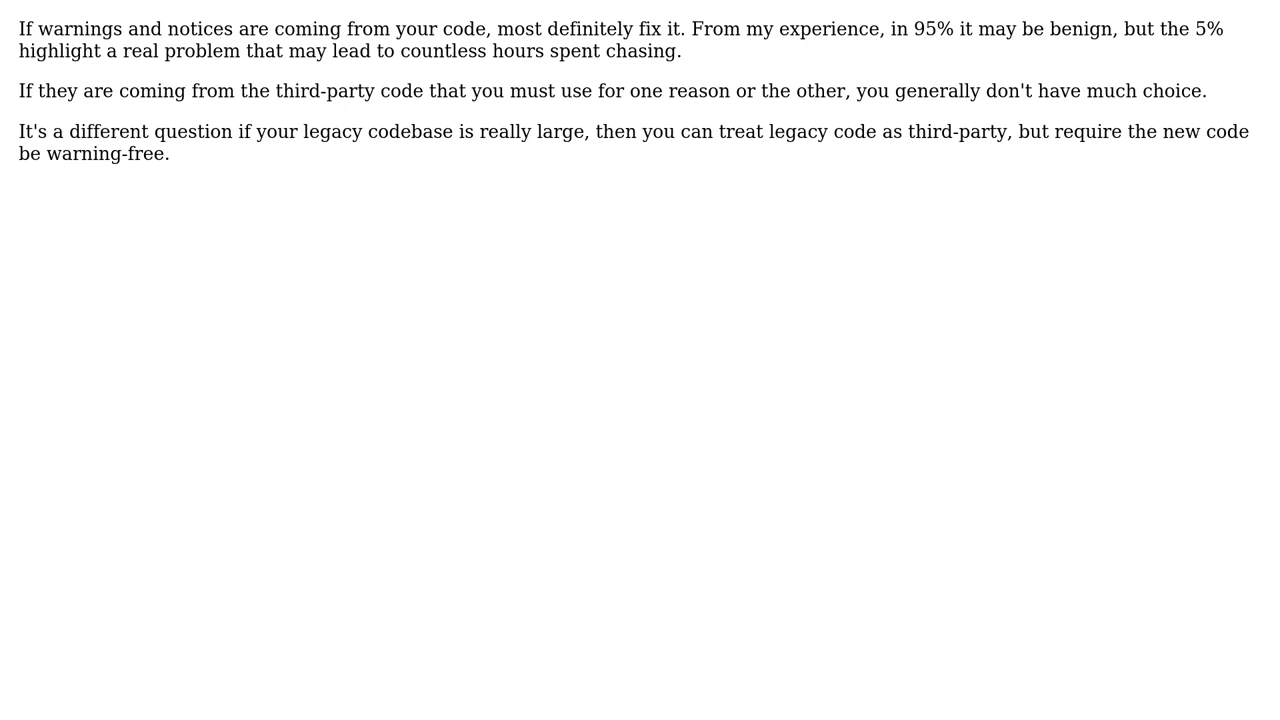 If warnings and notices are coming from your code, most definitely fix it. From my experience, in 95% it may be benign, but the 5%
highlight a real problem that may lead to countless hours spent chasing.
If they are coming from the third-party code that you must use for one reason or the other, you generally don't have much choice.
It's a different question if your legacy codebase is really large, then you can treat legacy code as third-party, but require the new code
be warning-free.